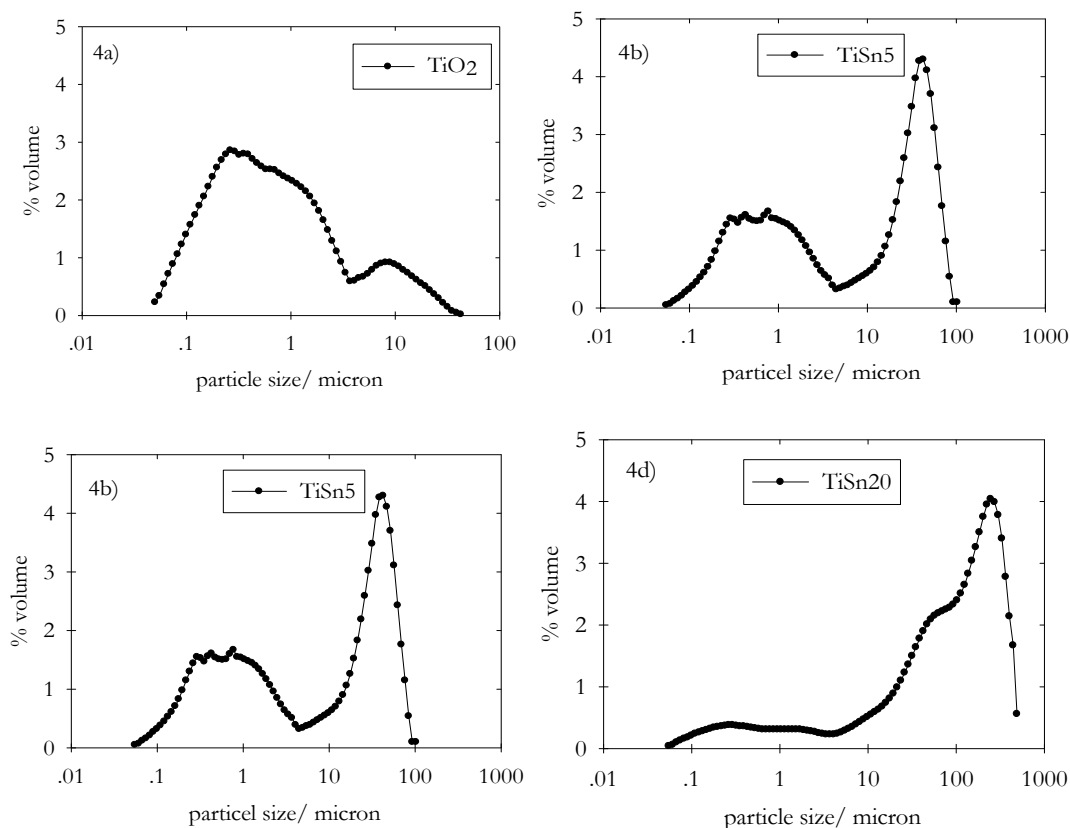 4a)
TiO2
5
4
3
2
1
0
% volume
.01 .1 1 10 100
particle size/ micron
4b)
TiSn5
5
4
3
2
1
0
% volume
.01 .1 1 10 100 1000
particel size/ micron
4b)
TiSn5
5
4
3
2
1
0
% volume
.01 .1 1 10 100 1000
particel size/ micron
4d)
TiSn20
5
4
3
2
1
0
% volume
.01 .1 1 10 100 1000
particle size/ micron